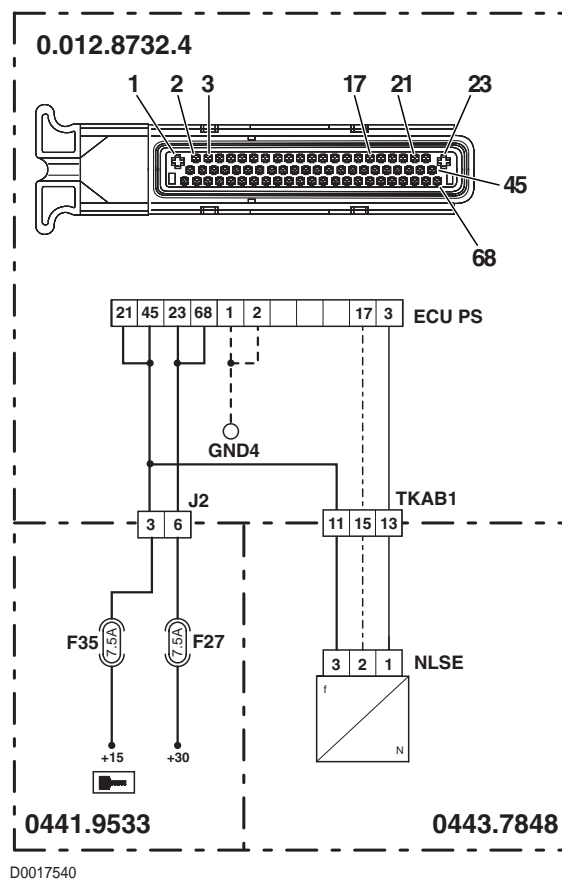 0.012.8732.4
1 2 3 17 21 23
45
68
21 45 23 68 1 2 17 3 ECU PS
GND4
J2 TKAB1
3 6 11 15 13
F35 7.5A 7.5A F27
3 2 1 NLSE
f
N
+15 +30
0441.9533 0443.7848
D0017540